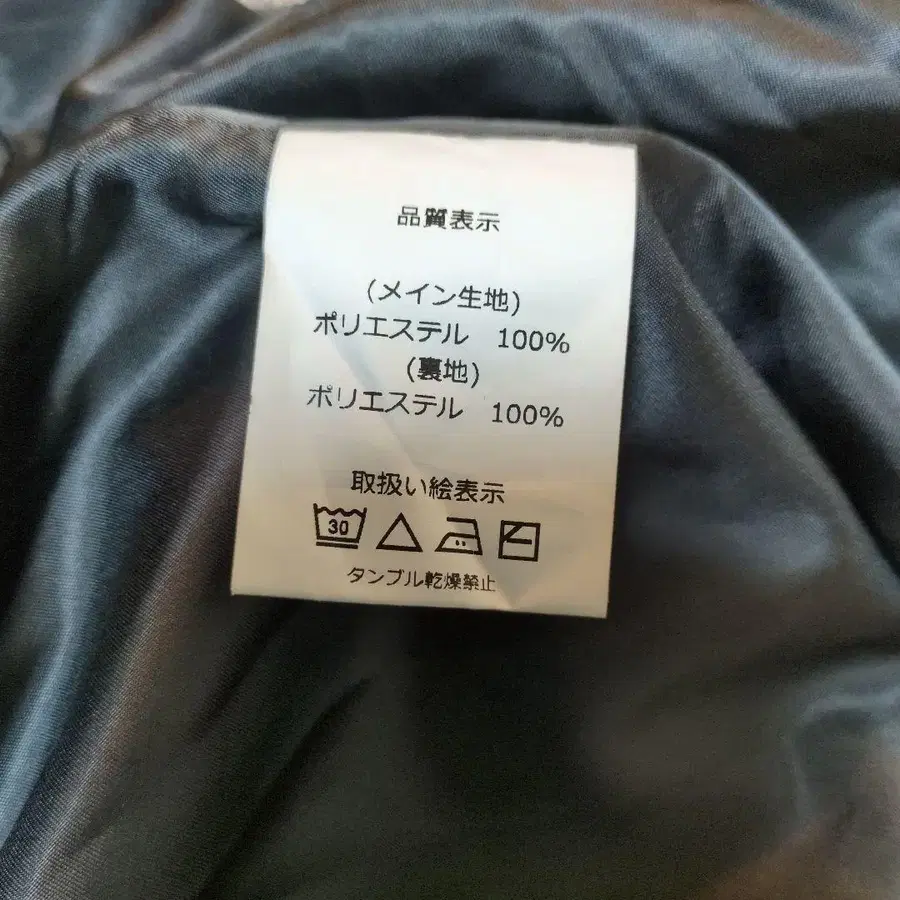 品質表示
(メイン生地)
ポリエステル 100%
(裏地)
ポリエステル 100%
取扱い絵表示
30
タンブル乾燥禁止